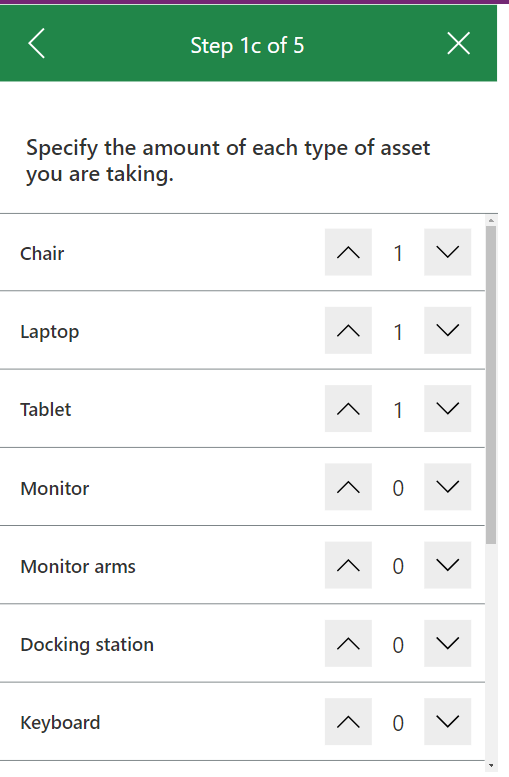 Step 1c of 5
Specify the amount of each type of asset
you are taking.
Chair 1
Laptop 1
Tablet 1
Monitor 0
Monitor arms 0
Docking station 0
Keyboard 0